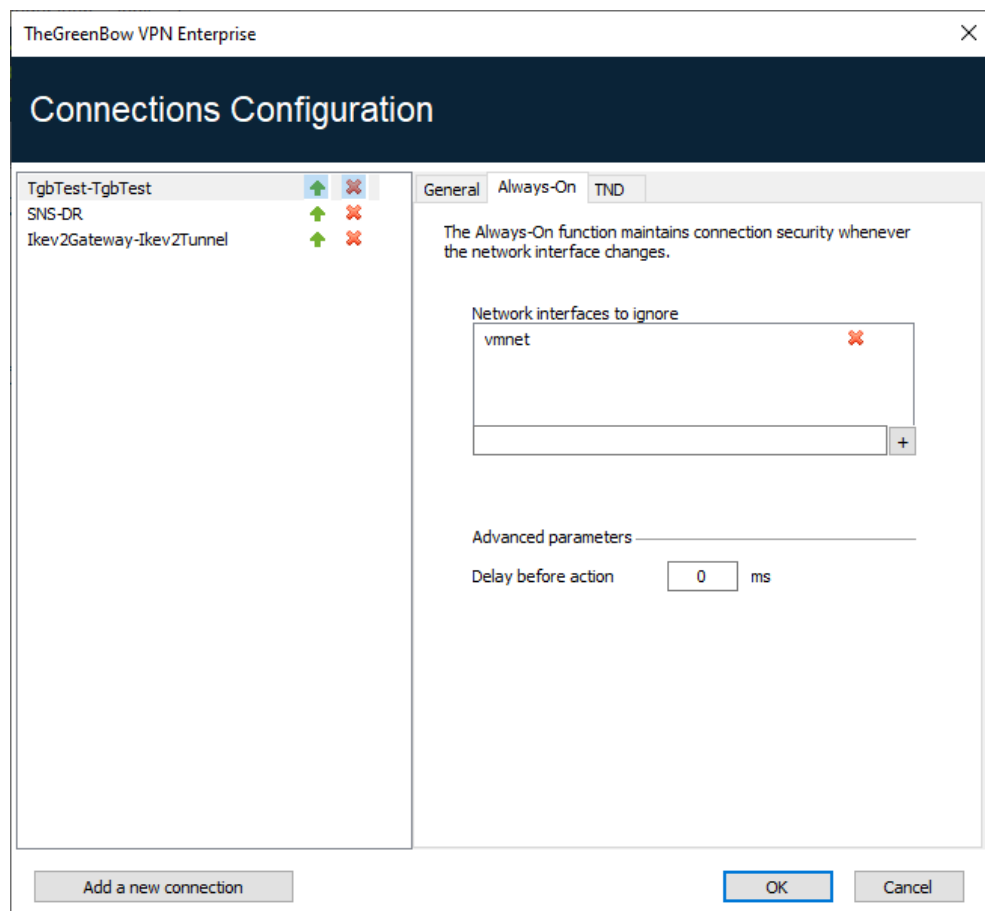 TheGreenBow VPN Enterprise
Connections Configuration
TgbTest-TgbTest
SNS-DR
Ikev2Gateway-Ikev2Tunnel
General Always-On TND
The Always-On function maintains connection security whenever
the network interface changes.
Network interfaces to ignore
vmnet
+
Advanced parameters
Delay before action 0 ms
Add a new connection OK Cancel